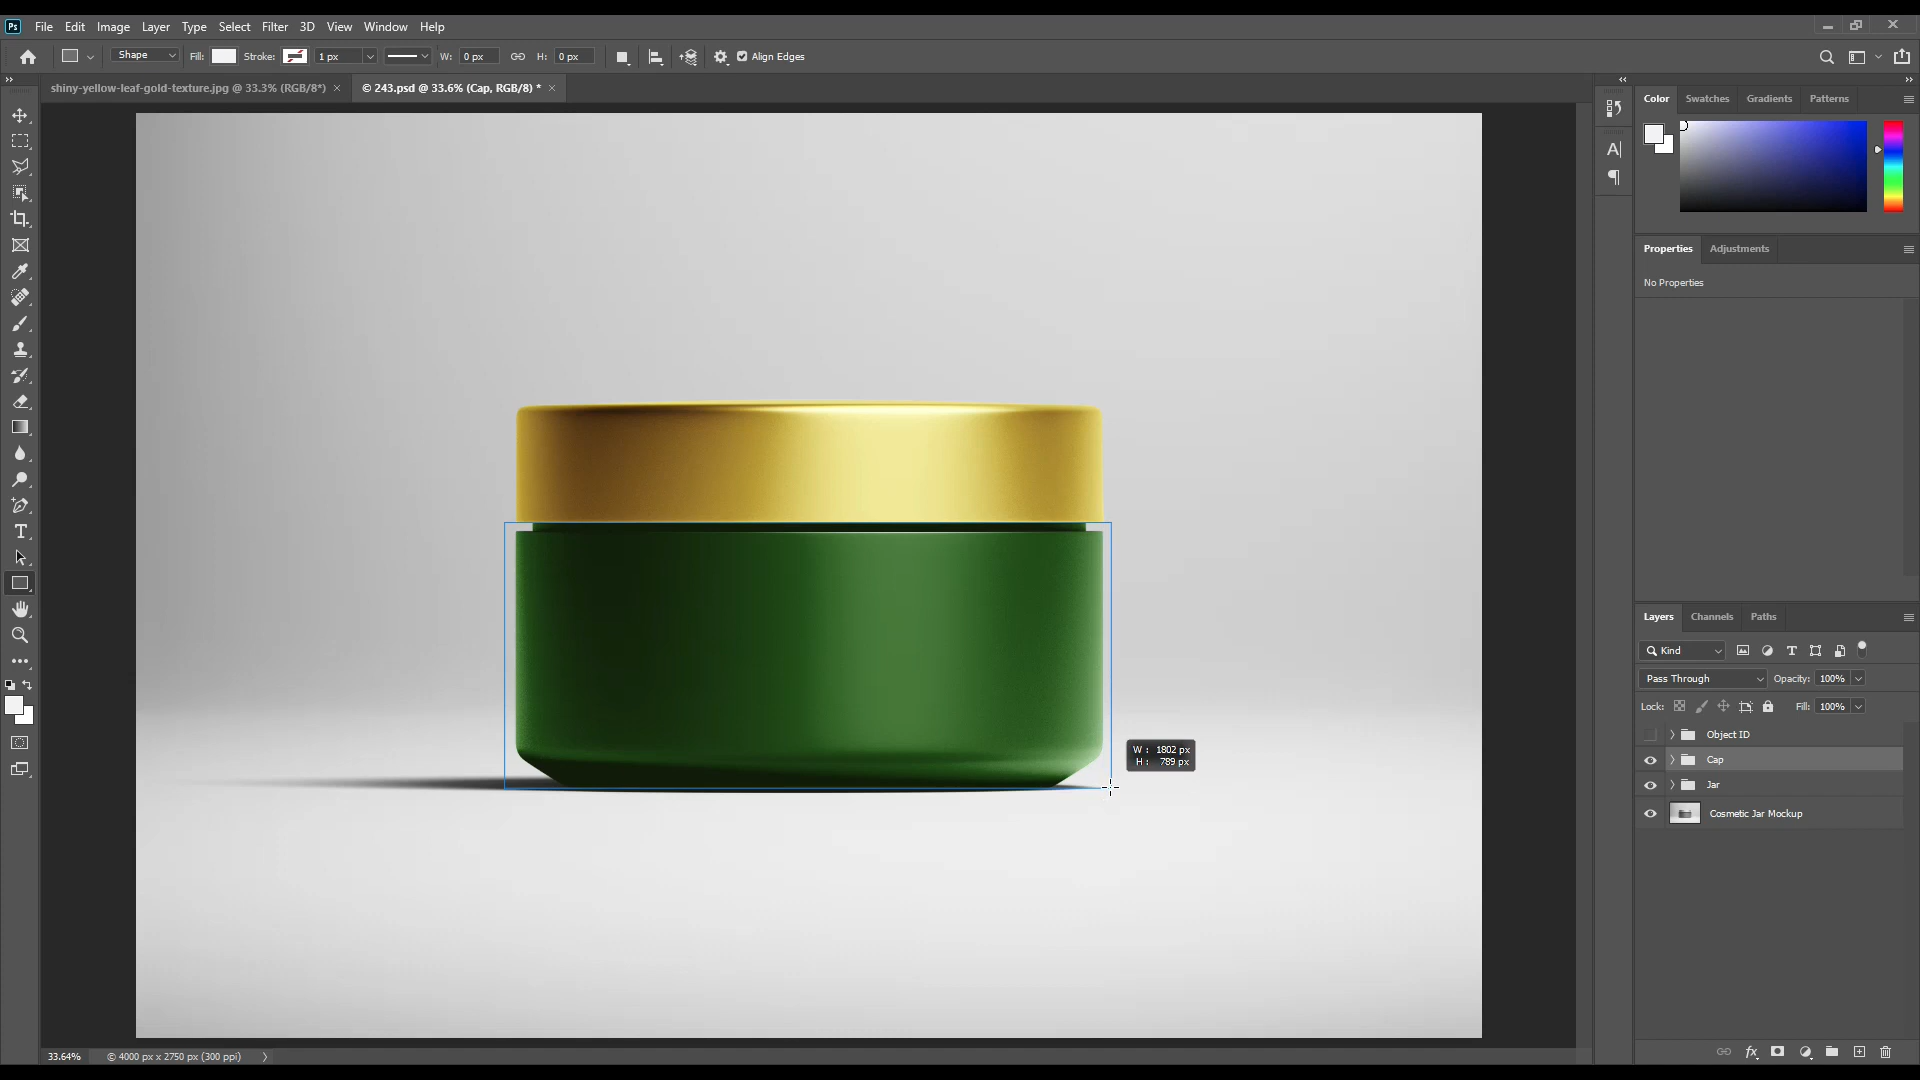 Ps File Edit Image Layer Type Select Filter 3D View Window Help
Shape Fill: Stroke: 1 px W: 0 px H: 0 px Align Edges
shiny-yellow-leaf-gold-texture.jpg @ 33.3% (RGB/8*) × © 243.psd @ 33.6% (Cap, RGB/8) * ×
Color Swatches Gradients Patterns
Properties Adjustments
No Properties
W : 1802 px
H : 789 px
Layers Channels Paths
Kind
Pass Through Opacity: 100%
Lock: Fill: 100%
Object ID
Cap
Jar
Cosmetic Jar Mockup
33.64% © 4000 px x 2750 px (300 ppi)